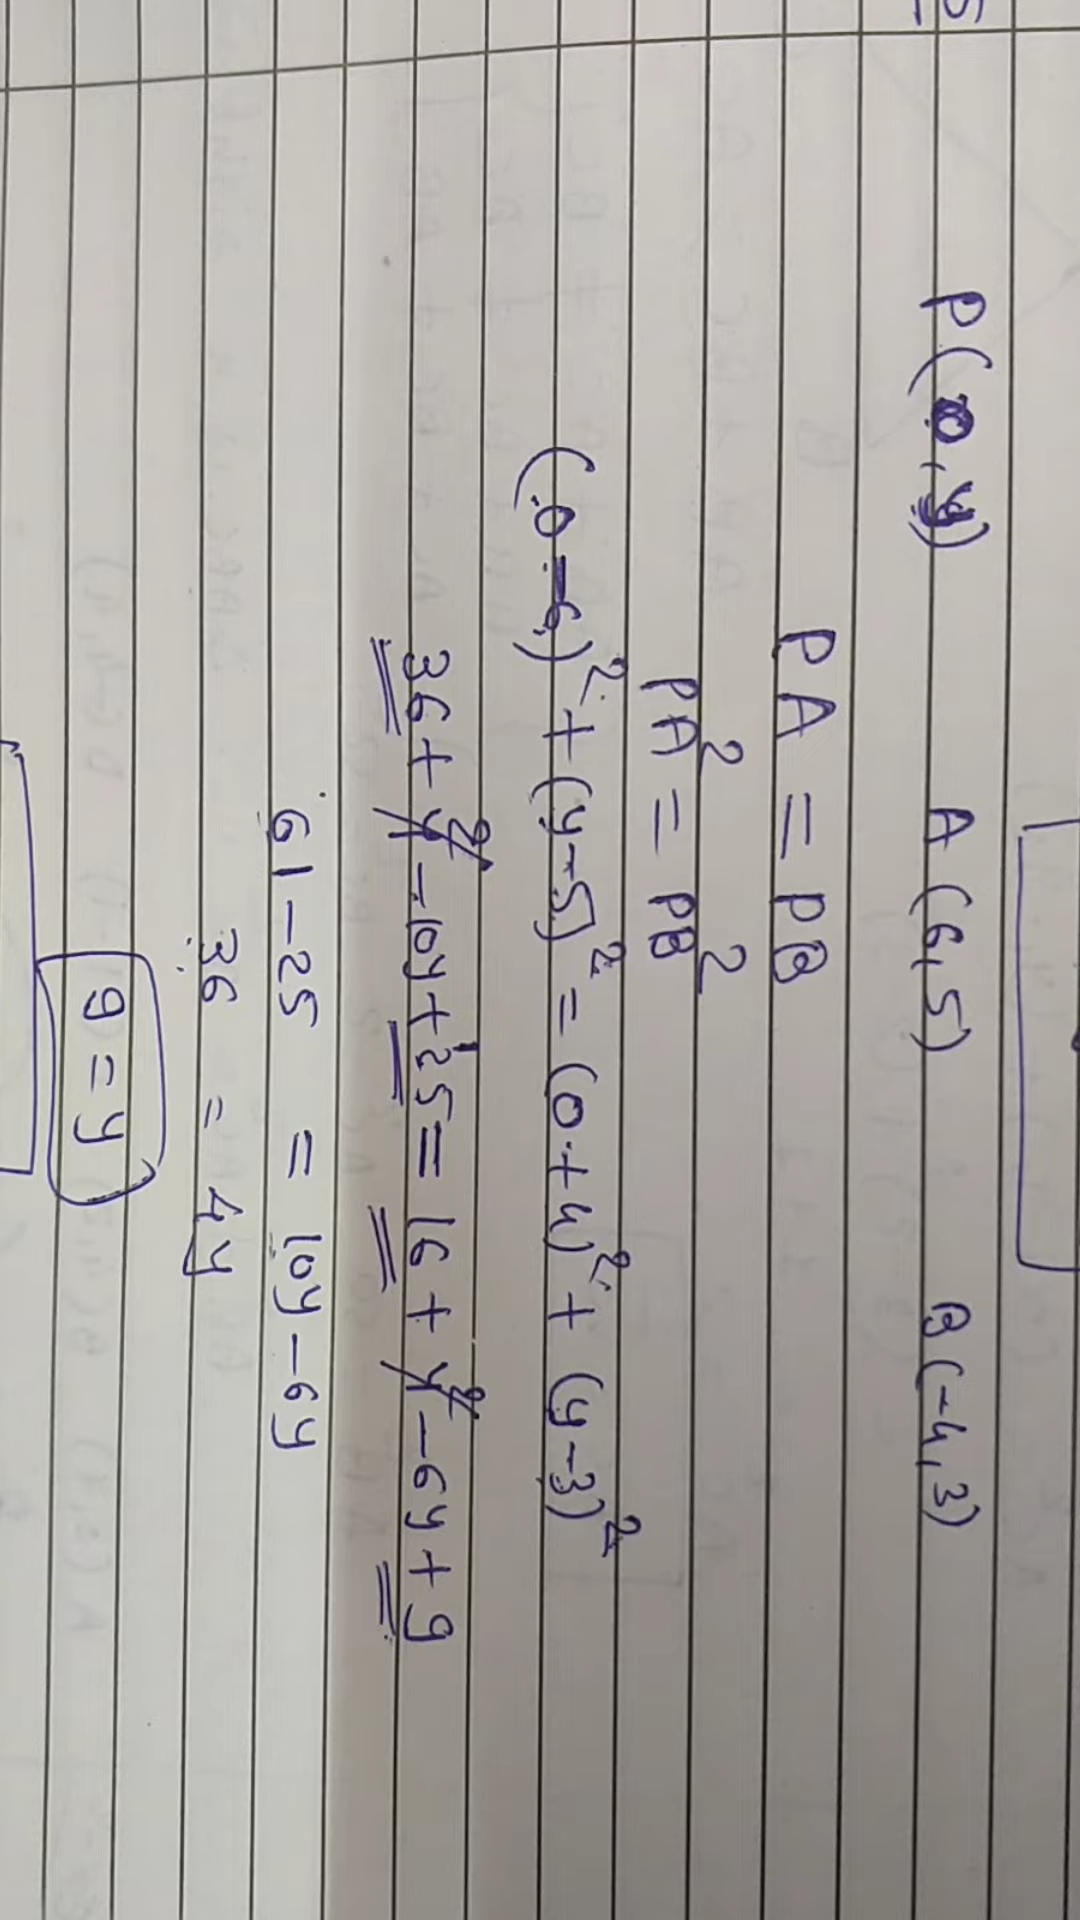 P(0,y) A(6,5) B(-4,3)
PA = PB
PA² = PB²
(0-6)² + (y-5)² = (0+4)² + (y-3)²
36 + y² - 10y + 25 = 16 + y² - 6y + 9
61 - 25 = 10y - 6y
36 = 4y
9 = y